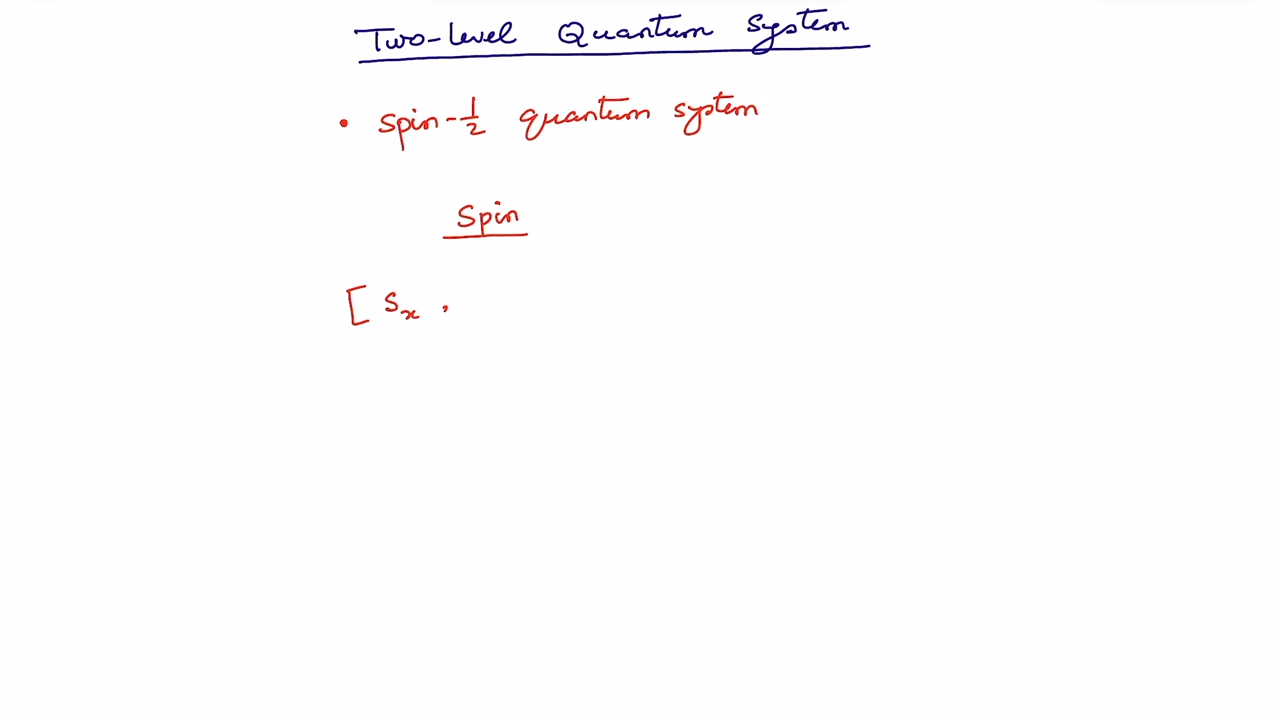 Two-level Quantum System
• spin-½ quantum system
Spin
[ Sₓ ,